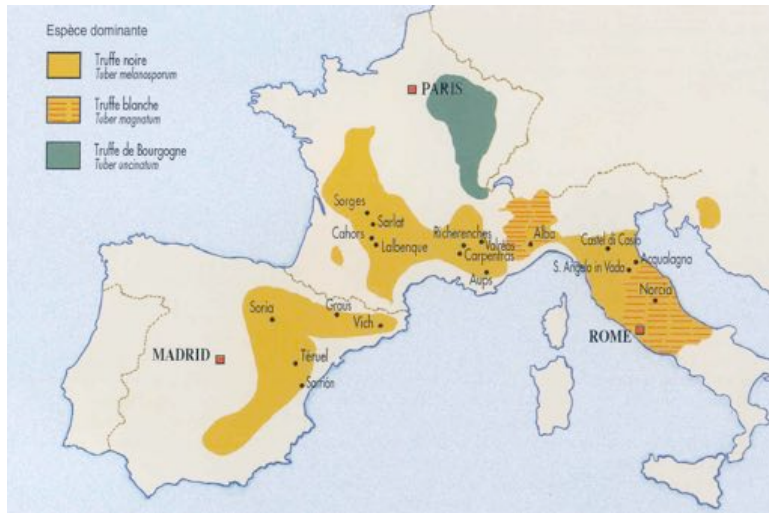 Espèce dominante
Truffe noire
Tuber melanosporum
Truffe blanche
Tuber magnatum
Truffe de Bourgogne
Tuber uncinatum
PARIS
Sorges
Sarlat
Cahors
Lalbenque
Richerenches
Valréas
Carpentras
Aups
Alba
Castel di Casio
Acqualagna
S. Angelo in Vado
Norcia
ROME
Soria
Graus
Vich
MADRID
Téruel
Sarrión